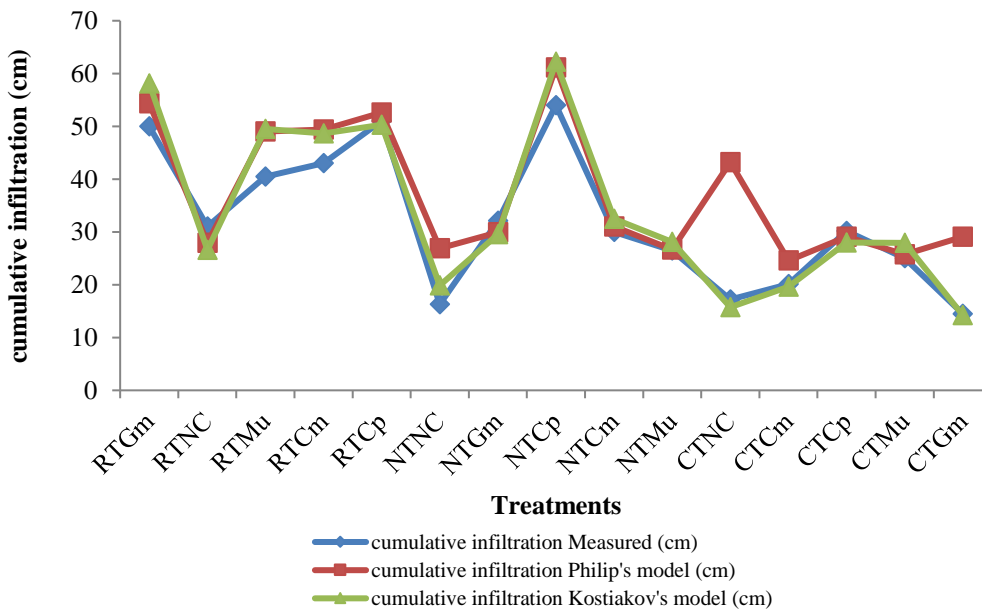 cumulative infiltration (cm)
70
60
50
40
30
20
10
0
RTGm
RTNC
RTMu
RTCm
RTCp
NTNC
NTGm
NTCp
NTCm
NTMu
CTNC
CTCm
CTCp
CTMu
CTGm
Treatments
cumulative infiltration Measured (cm)
cumulative infiltration Philip's model (cm)
cumulative infiltration Kostiakov's model (cm)